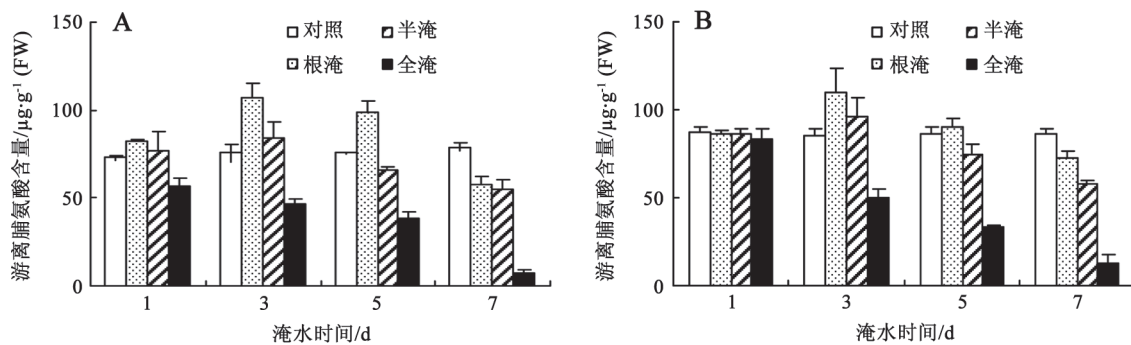 A
150
100
50
0
游离脯氨酸含量/μg·g⁻¹ (FW)
对照 半淹
根淹 全淹
1 3 5 7
淹水时间/d
B
150
100
50
0
游离脯氨酸含量/μg·g⁻¹ (FW)
对照 半淹
根淹 全淹
1 3 5 7
淹水时间/d